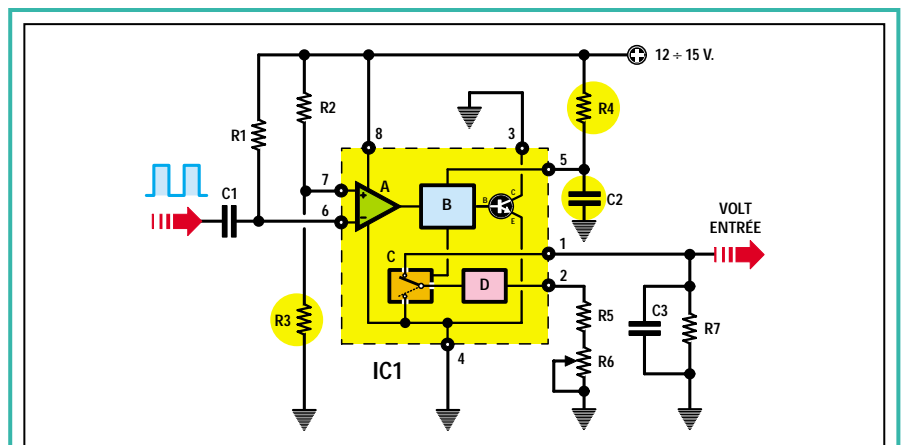 12 ÷ 15 V.
R2
R4
R1
8
3
5
7
A
C1
6
B
B
C
E
C2
VOLT
ENTRÉE
1
C
2
D
R5
C3
R7
R3
R6
4
IC1